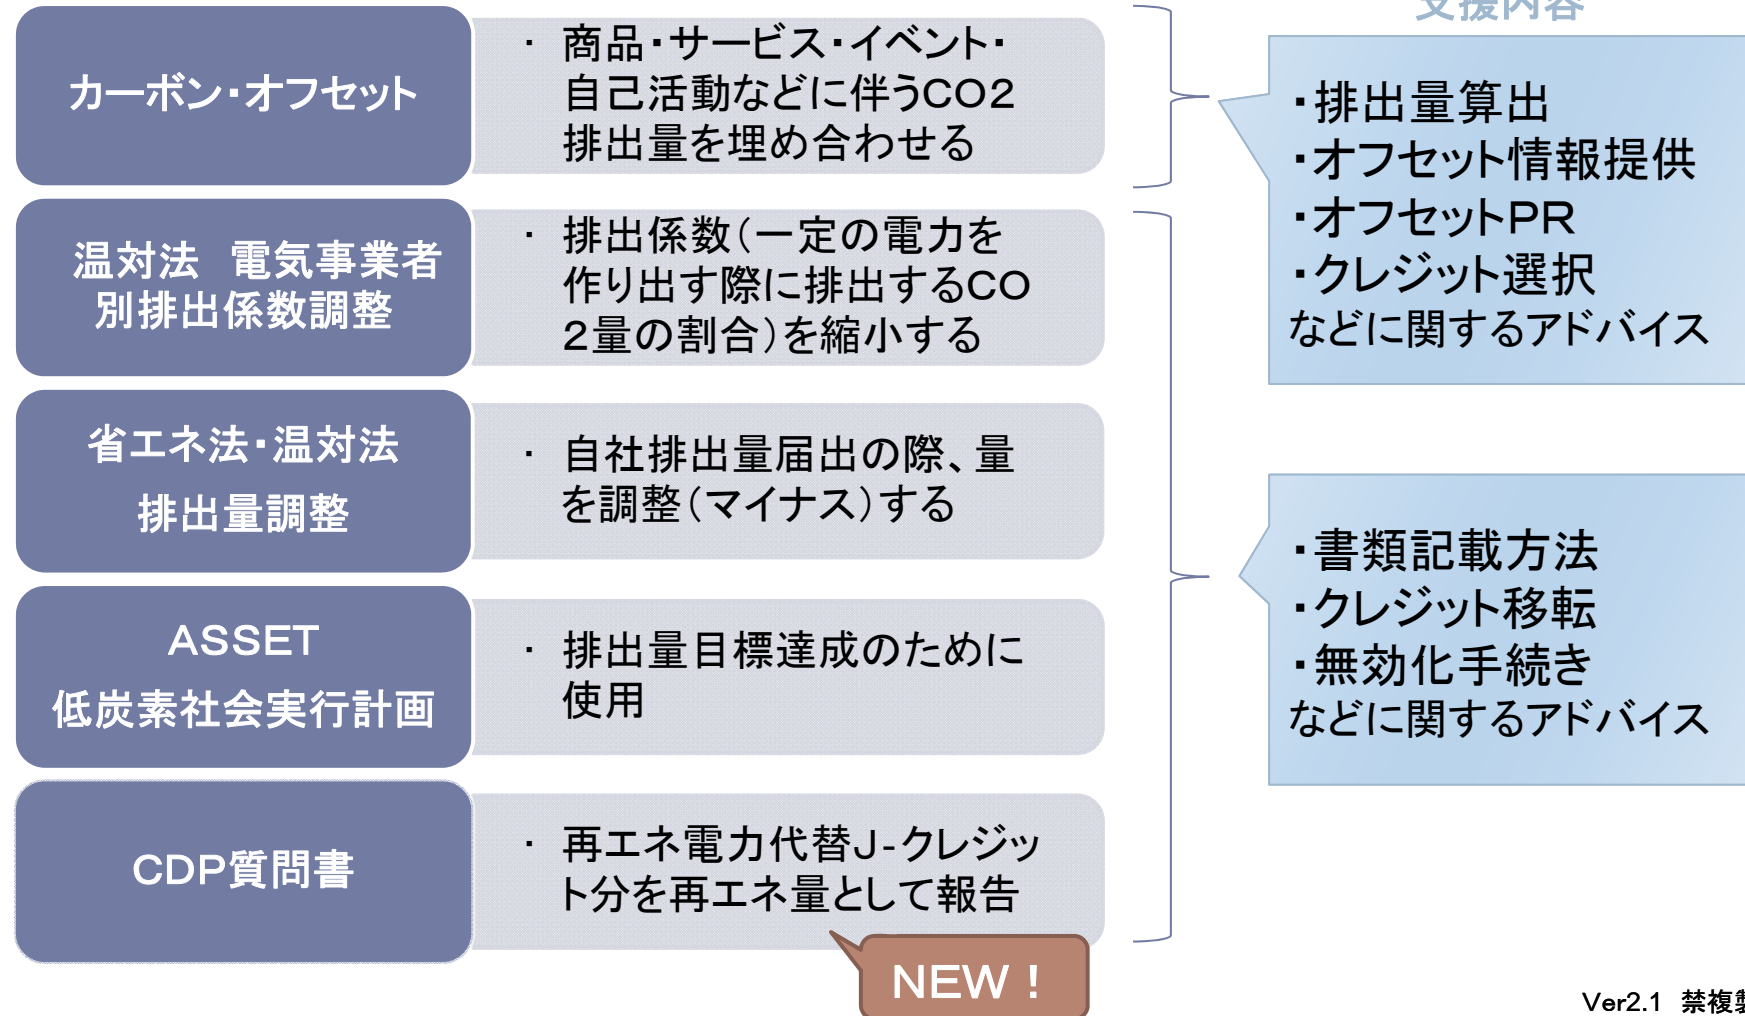 カーボン・オフセット
・ 商品・サービス・イベント・
自己活動などに伴うCO2
排出量を埋め合わせる
温対法　電気事業者
別排出係数調整
・ 排出係数(一定の電力を
作り出す際に排出するCO
2量の割合)を縮小する
省エネ法・温対法
排出量調整
・ 自社排出量届出の際、量
を調整(マイナス)する
ASSET
低炭素社会実行計画
・ 排出量目標達成のために
使用
CDP質問書
・ 再エネ電力代替J-クレジッ
ト分を再エネ量として報告
NEW！
支援内容
・排出量算出
・オフセット情報提供
・オフセットPR
・クレジット選択
などに関するアドバイス
・書類記載方法
・クレジット移転
・無効化手続き
などに関するアドバイス
Ver2.1　禁複製